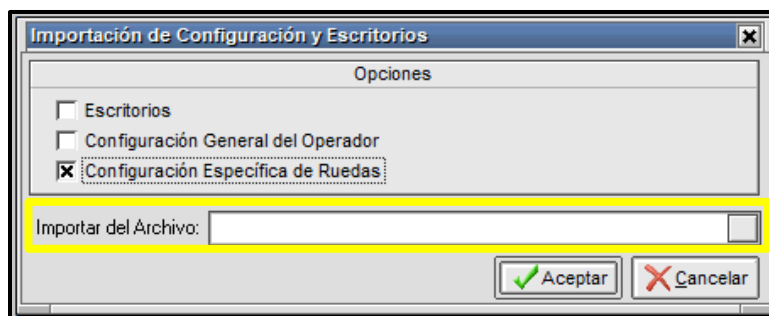 Importación de Configuración y Escritorios
Opciones
Escritorios
Configuración General del Operador
Configuración Específica de Ruedas
Importar del Archivo:
Aceptar Cancelar